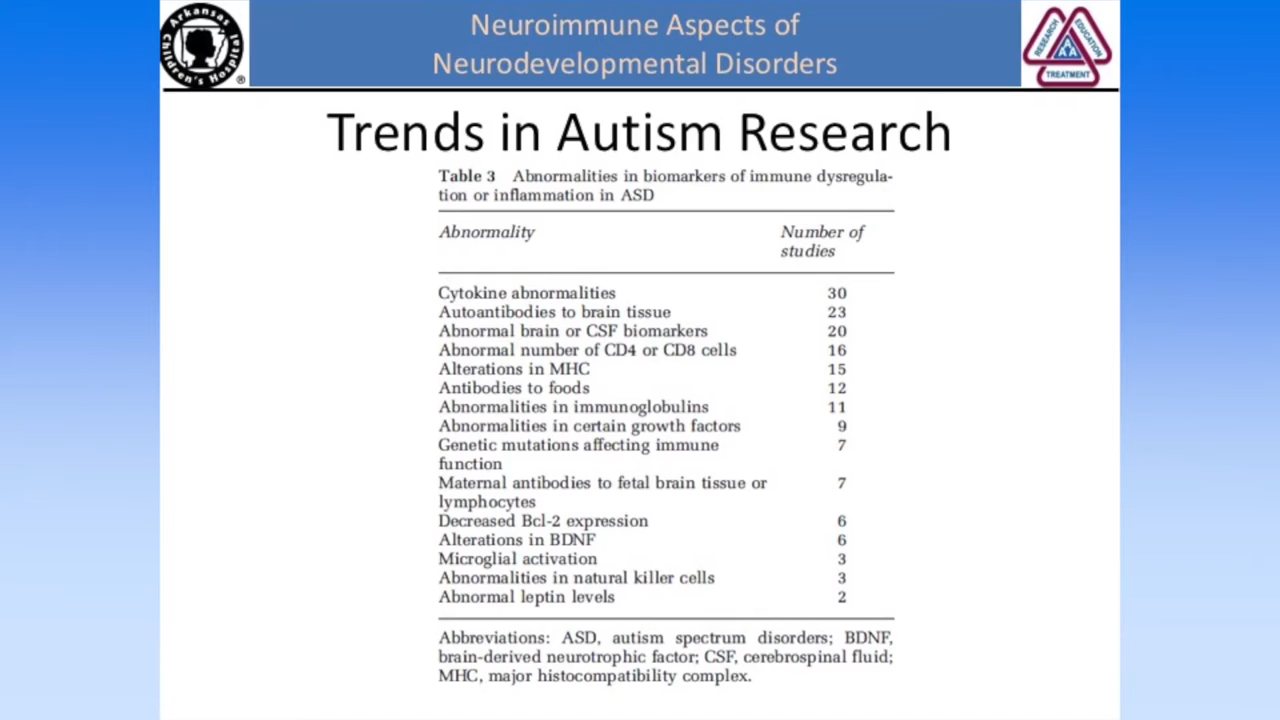 Arkansas
Children's Hospital
®
Neuroimmune Aspects of
Neurodevelopmental Disorders
RESEARCH
EDUCATION
TREATMENT
Trends in Autism Research
Table 3 Abnormalities in biomarkers of immune dysregula-
tion or inflammation in ASD
Abnormality Number of
studies
Cytokine abnormalities 30
Autoantibodies to brain tissue 23
Abnormal brain or CSF biomarkers 20
Abnormal number of CD4 or CD8 cells 16
Alterations in MHC 15
Antibodies to foods 12
Abnormalities in immunoglobulins 11
Abnormalities in certain growth factors 9
Genetic mutations affecting immune 7
function
Maternal antibodies to fetal brain tissue or 7
lymphocytes
Decreased Bcl-2 expression 6
Alterations in BDNF 6
Microglial activation 3
Abnormalities in natural killer cells 3
Abnormal leptin levels 2
Abbreviations: ASD, autism spectrum disorders; BDNF,
brain-derived neurotrophic factor; CSF, cerebrospinal fluid;
MHC, major histocompatibility complex.